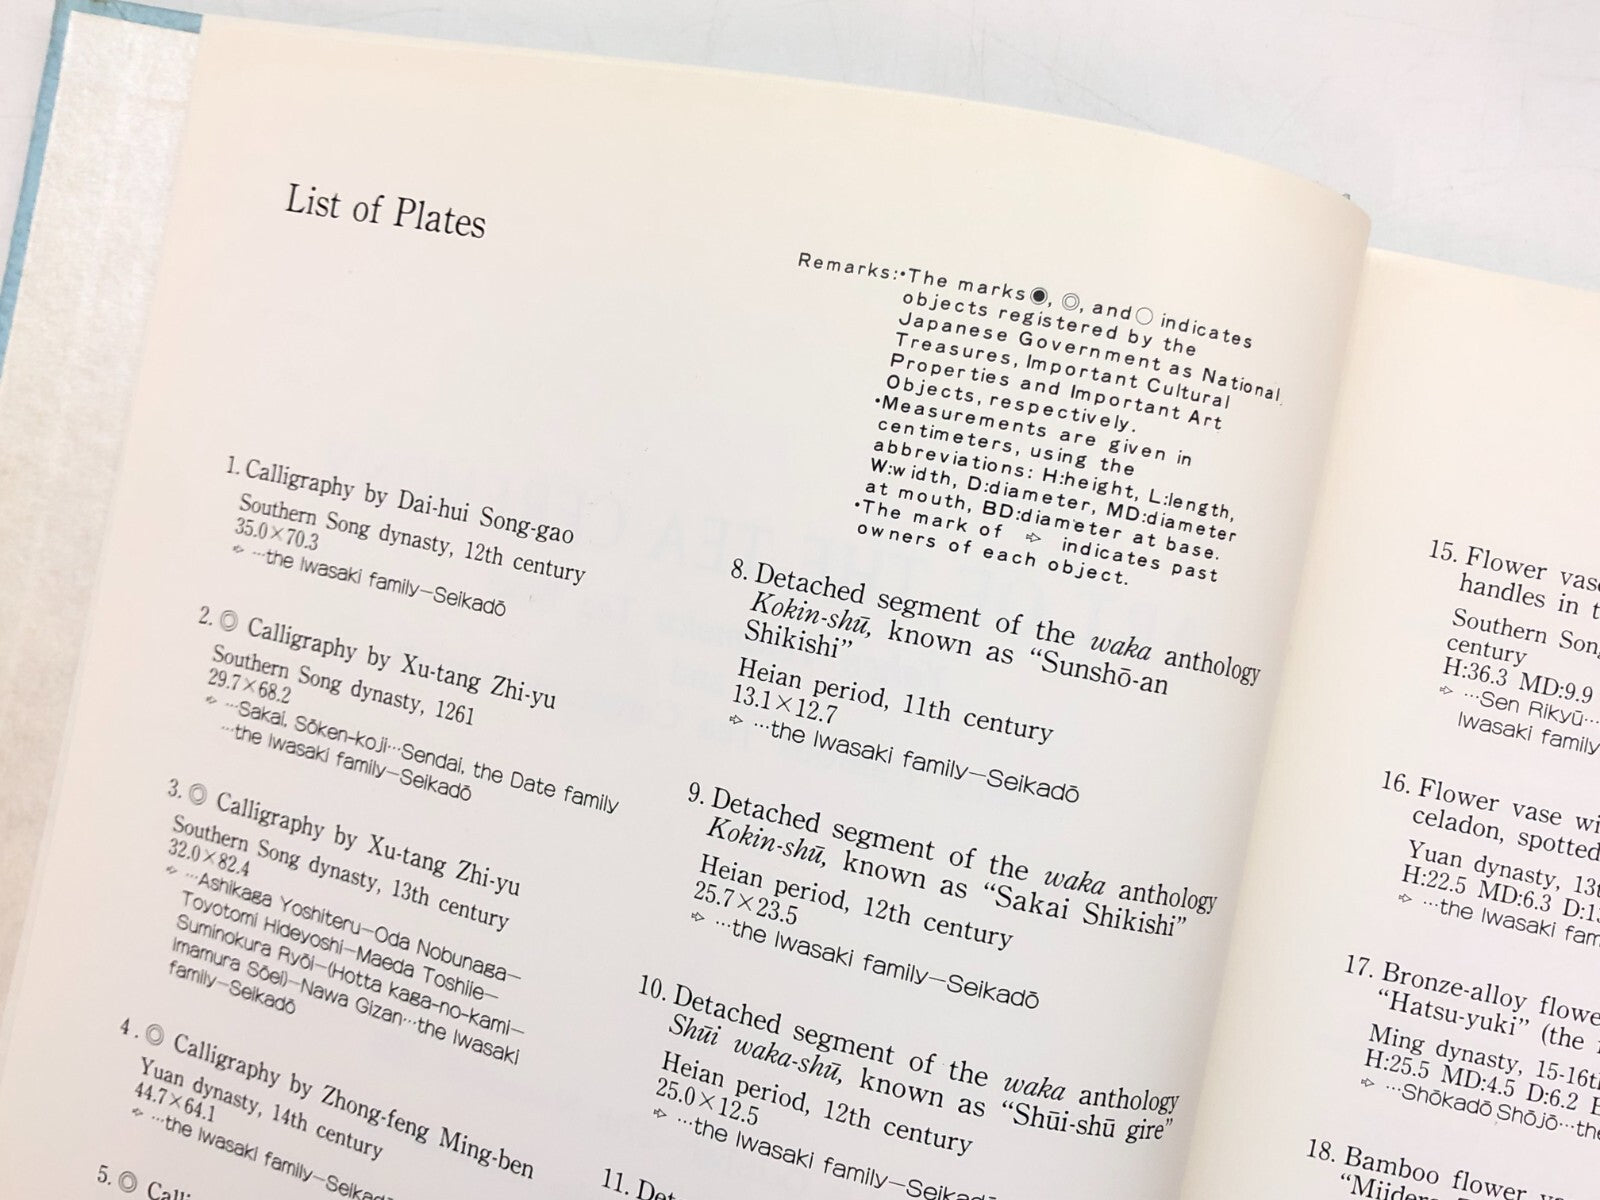 List of Plates
Remarks:•The marks ◉, ◎, and ○ indicates
objects registered by the
Japanese Government as National
Treasures, Important Cultural
Properties and Important Art
Objects, respectively.
•Measurements are given in
centimeters, using the
abbreviations: H:height, L:length,
W:width, D:diameter, MD:diameter
at mouth, BD:diameter at base.
•The mark of ➩ indicates past
owners of each object.
1. Calligraphy by Dai-hui Song-gao
Southern Song dynasty, 12th century
35.0×70.3
➩ …the Iwasaki family—Seikadō
2. ◎ Calligraphy by Xu-tang Zhi-yu
Southern Song dynasty, 1261
29.7×68.2
➩ …Sakai, Sōken-koji…Sendai, the Date family
…the Iwasaki family—Seikadō
3. ◎ Calligraphy by Xu-tang Zhi-yu
Southern Song dynasty, 13th century
32.0×82.4
➩ …Ashikaga Yoshiteru—Oda Nobunaga—
Toyotomi Hideyoshi—Maeda Toshiie—
Suminokura Ryōi—(Hotta kaga-no-kami—
Imamura Sōei)—Nawa Gizan…the Iwasaki
family—Seikadō
4. ◎ Calligraphy by Zhong-feng Ming-ben
Yuan dynasty, 14th century
44.7×64.1
➩ …the Iwasaki family—Seikadō
5. ◎ Calli
8. Detached segment of the waka anthology
Kokin-shū, known as “Sunshō-an
Shikishi”
Heian period, 11th century
13.1×12.7
➩ …the Iwasaki family—Seikadō
9. Detached segment of the waka anthology
Kokin-shū, known as “Sakai Shikishi”
Heian period, 12th century
25.7×23.5
➩ …the Iwasaki family—Seikadō
10. Detached segment of the waka anthology
Shūi waka-shū, known as “Shūi-shū gire”
Heian period, 12th century
25.0×12.5
➩ …the Iwasaki family—Seikadō
11. Det
15. Flower vase
handles in t
Southern Song
century
H:36.3 MD:9.9
➩ …Sen Rikyū…
Iwasaki family
16. Flower vase wi
celadon, spotted
Yuan dynasty, 13t
H:22.5 MD:6.3 D:1
➩ …the Iwasaki fam
17. Bronze-alloy flowe
“Hatsu-yuki” (the
Ming dynasty, 15-16t
H:25.5 MD:4.5 D:6.2
➩ …Shōkadō Shōjō…the
18. Bamboo flower